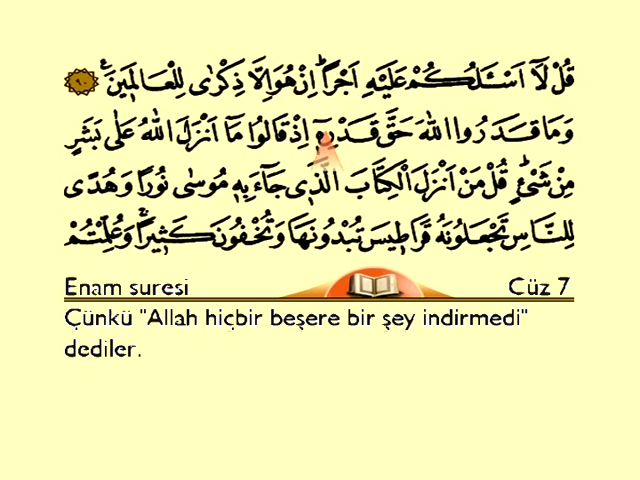 قُلْ لَٓا اَسْـَٔلُكُمْ عَلَيْهِ اَجْرًاۜ اِنْ هُوَ اِلَّا ذِكْرٰى لِلْعَالَم۪ينَ۟ ﴿٩٠﴾
وَمَا قَدَرُوا اللّٰهَ حَقَّ قَدْرِه۪ٓ اِذْ قَالُوا مَٓا اَنْزَلَ اللّٰهُ عَلٰى بَشَرٍ
مِنْ شَيْءٍۜ قُلْ مَنْ اَنْزَلَ الْكِتَابَ الَّذ۪ي جَٓاءَ بِه۪ مُوسٰى نُورًا وَهُدًى
لِلنَّاسِ تَجْعَلُونَهُ قَرَاط۪يسَ تُبْدُونَهَا وَتُخْفُونَ كَث۪يرًاۚ وَعُلِّمْتُمْ
Enam suresi Cüz 7
Çünkü "Allah hiçbir beşere bir şey indirmedi"
dediler.